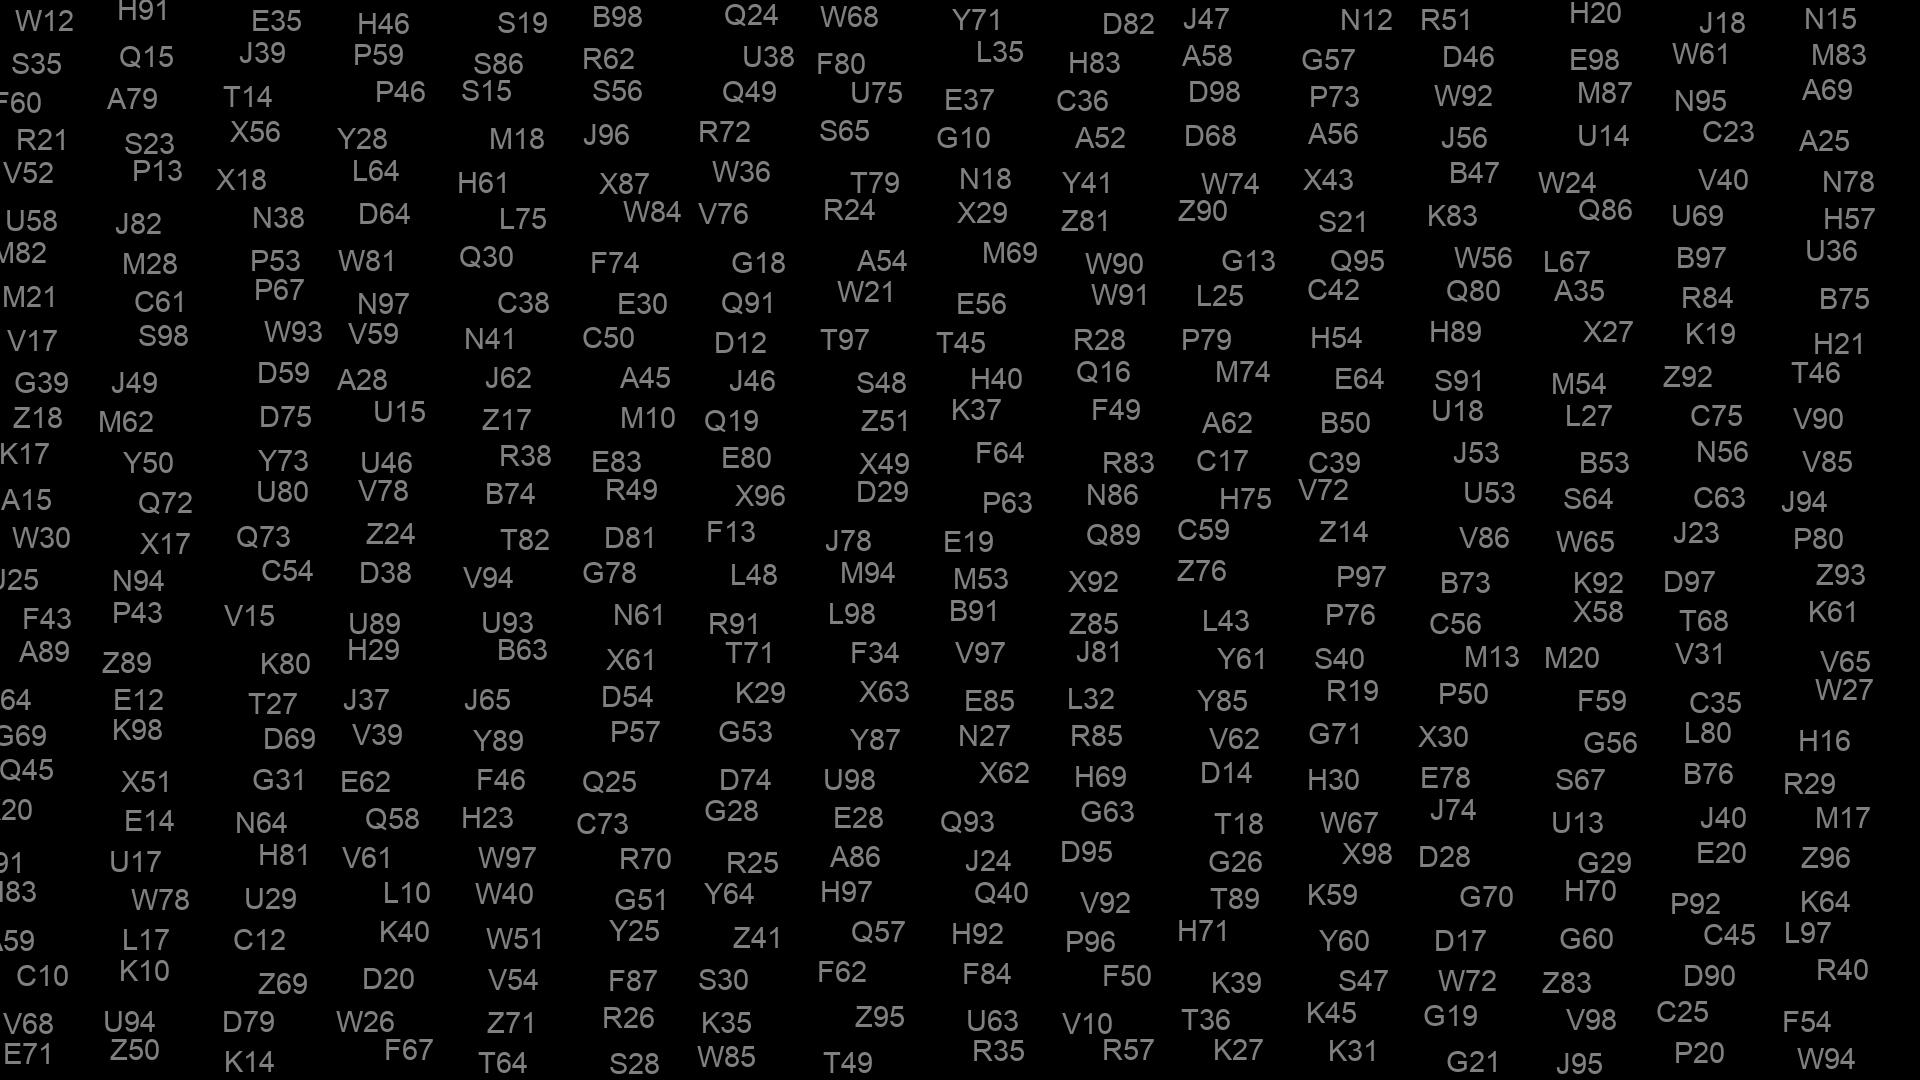 W12 H91 E35 H46 S19 B98 Q24 W68 Y71 D82 J47 N12 R51 H20 J18 N15
S35 Q15 J39 P59 S86 R62 U38 F80 L35 H83 A58 G57 D46 E98 W61 M83
F60 A79 T14 P46 S15 S56 Q49 U75 E37 C36 D98 P73 W92 M87 N95 A69
R21 S23 X56 Y28 M18 J96 R72 S65 G10 A52 D68 A56 J56 U14 C23 A25
V52 P13 X18 L64 H61 X87 W36 T79 N18 Y41 W74 X43 B47 W24 V40 N78
U58 J82 N38 D64 L75 W84 V76 R24 X29 Z81 Z90 S21 K83 Q86 U69 H57
M82 M28 P53 W81 Q30 F74 G18 A54 M69 W90 G13 Q95 W56 L67 B97 U36
M21 C61 P67 N97 C38 E30 Q91 W21 E56 W91 L25 C42 Q80 A35 R84 B75
V17 S98 W93 V59 N41 C50 D12 T97 T45 R28 P79 H54 H89 X27 K19 H21
G39 J49 D59 A28 J62 A45 J46 S48 H40 Q16 M74 E64 S91 M54 Z92 T46
Z18 M62 D75 U15 Z17 M10 Q19 Z51 K37 F49 A62 B50 U18 L27 C75 V90
K17 Y50 Y73 U46 R38 E83 E80 X49 F64 R83 C17 C39 J53 B53 N56 V85
A15 Q72 U80 V78 B74 R49 X96 D29 P63 N86 H75 V72 U53 S64 C63 J94
W30 X17 Q73 Z24 T82 D81 F13 J78 E19 Q89 C59 Z14 V86 W65 J23 P80
25 N94 C54 D38 V94 G78 L48 M94 M53 X92 Z76 P97 B73 K92 D97 Z93
F43 P43 V15 U89 U93 N61 R91 L98 B91 Z85 L43 P76 C56 X58 T68 K61
A89 Z89 K80 H29 B63 X61 T71 F34 V97 J81 Y61 S40 M13 M20 V31 V65
64 E12 T27 J37 J65 D54 K29 X63 E85 L32 Y85 R19 P50 F59 C35 W27
G69 K98 D69 V39 Y89 P57 G53 Y87 N27 R85 V62 G71 X30 G56 L80 H16
Q45 X51 G31 E62 F46 Q25 D74 U98 X62 H69 D14 H30 E78 S67 B76 R29
20 E14 N64 Q58 H23 C73 G28 E28 Q93 G63 T18 W67 J74 U13 J40 M17
91 U17 H81 V61 W97 R70 R25 A86 J24 D95 G26 X98 D28 G29 E20 Z96
83 W78 U29 L10 W40 G51 Y64 H97 Q40 V92 T89 K59 G70 H70 P92 K64
59 L17 C12 K40 W51 Y25 Z41 Q57 H92 P96 H71 Y60 D17 G60 C45 L97
C10 K10 Z69 D20 V54 F87 S30 F62 F84 F50 K39 S47 W72 Z83 D90 R40
V68 U94 D79 W26 Z71 R26 K35 Z95 U63 V10 T36 K45 G19 V98 C25 F54
E71 Z50 K14 F67 T64 S28 W85 T49 R35 R57 K27 K31 G21 J95 P20 W94